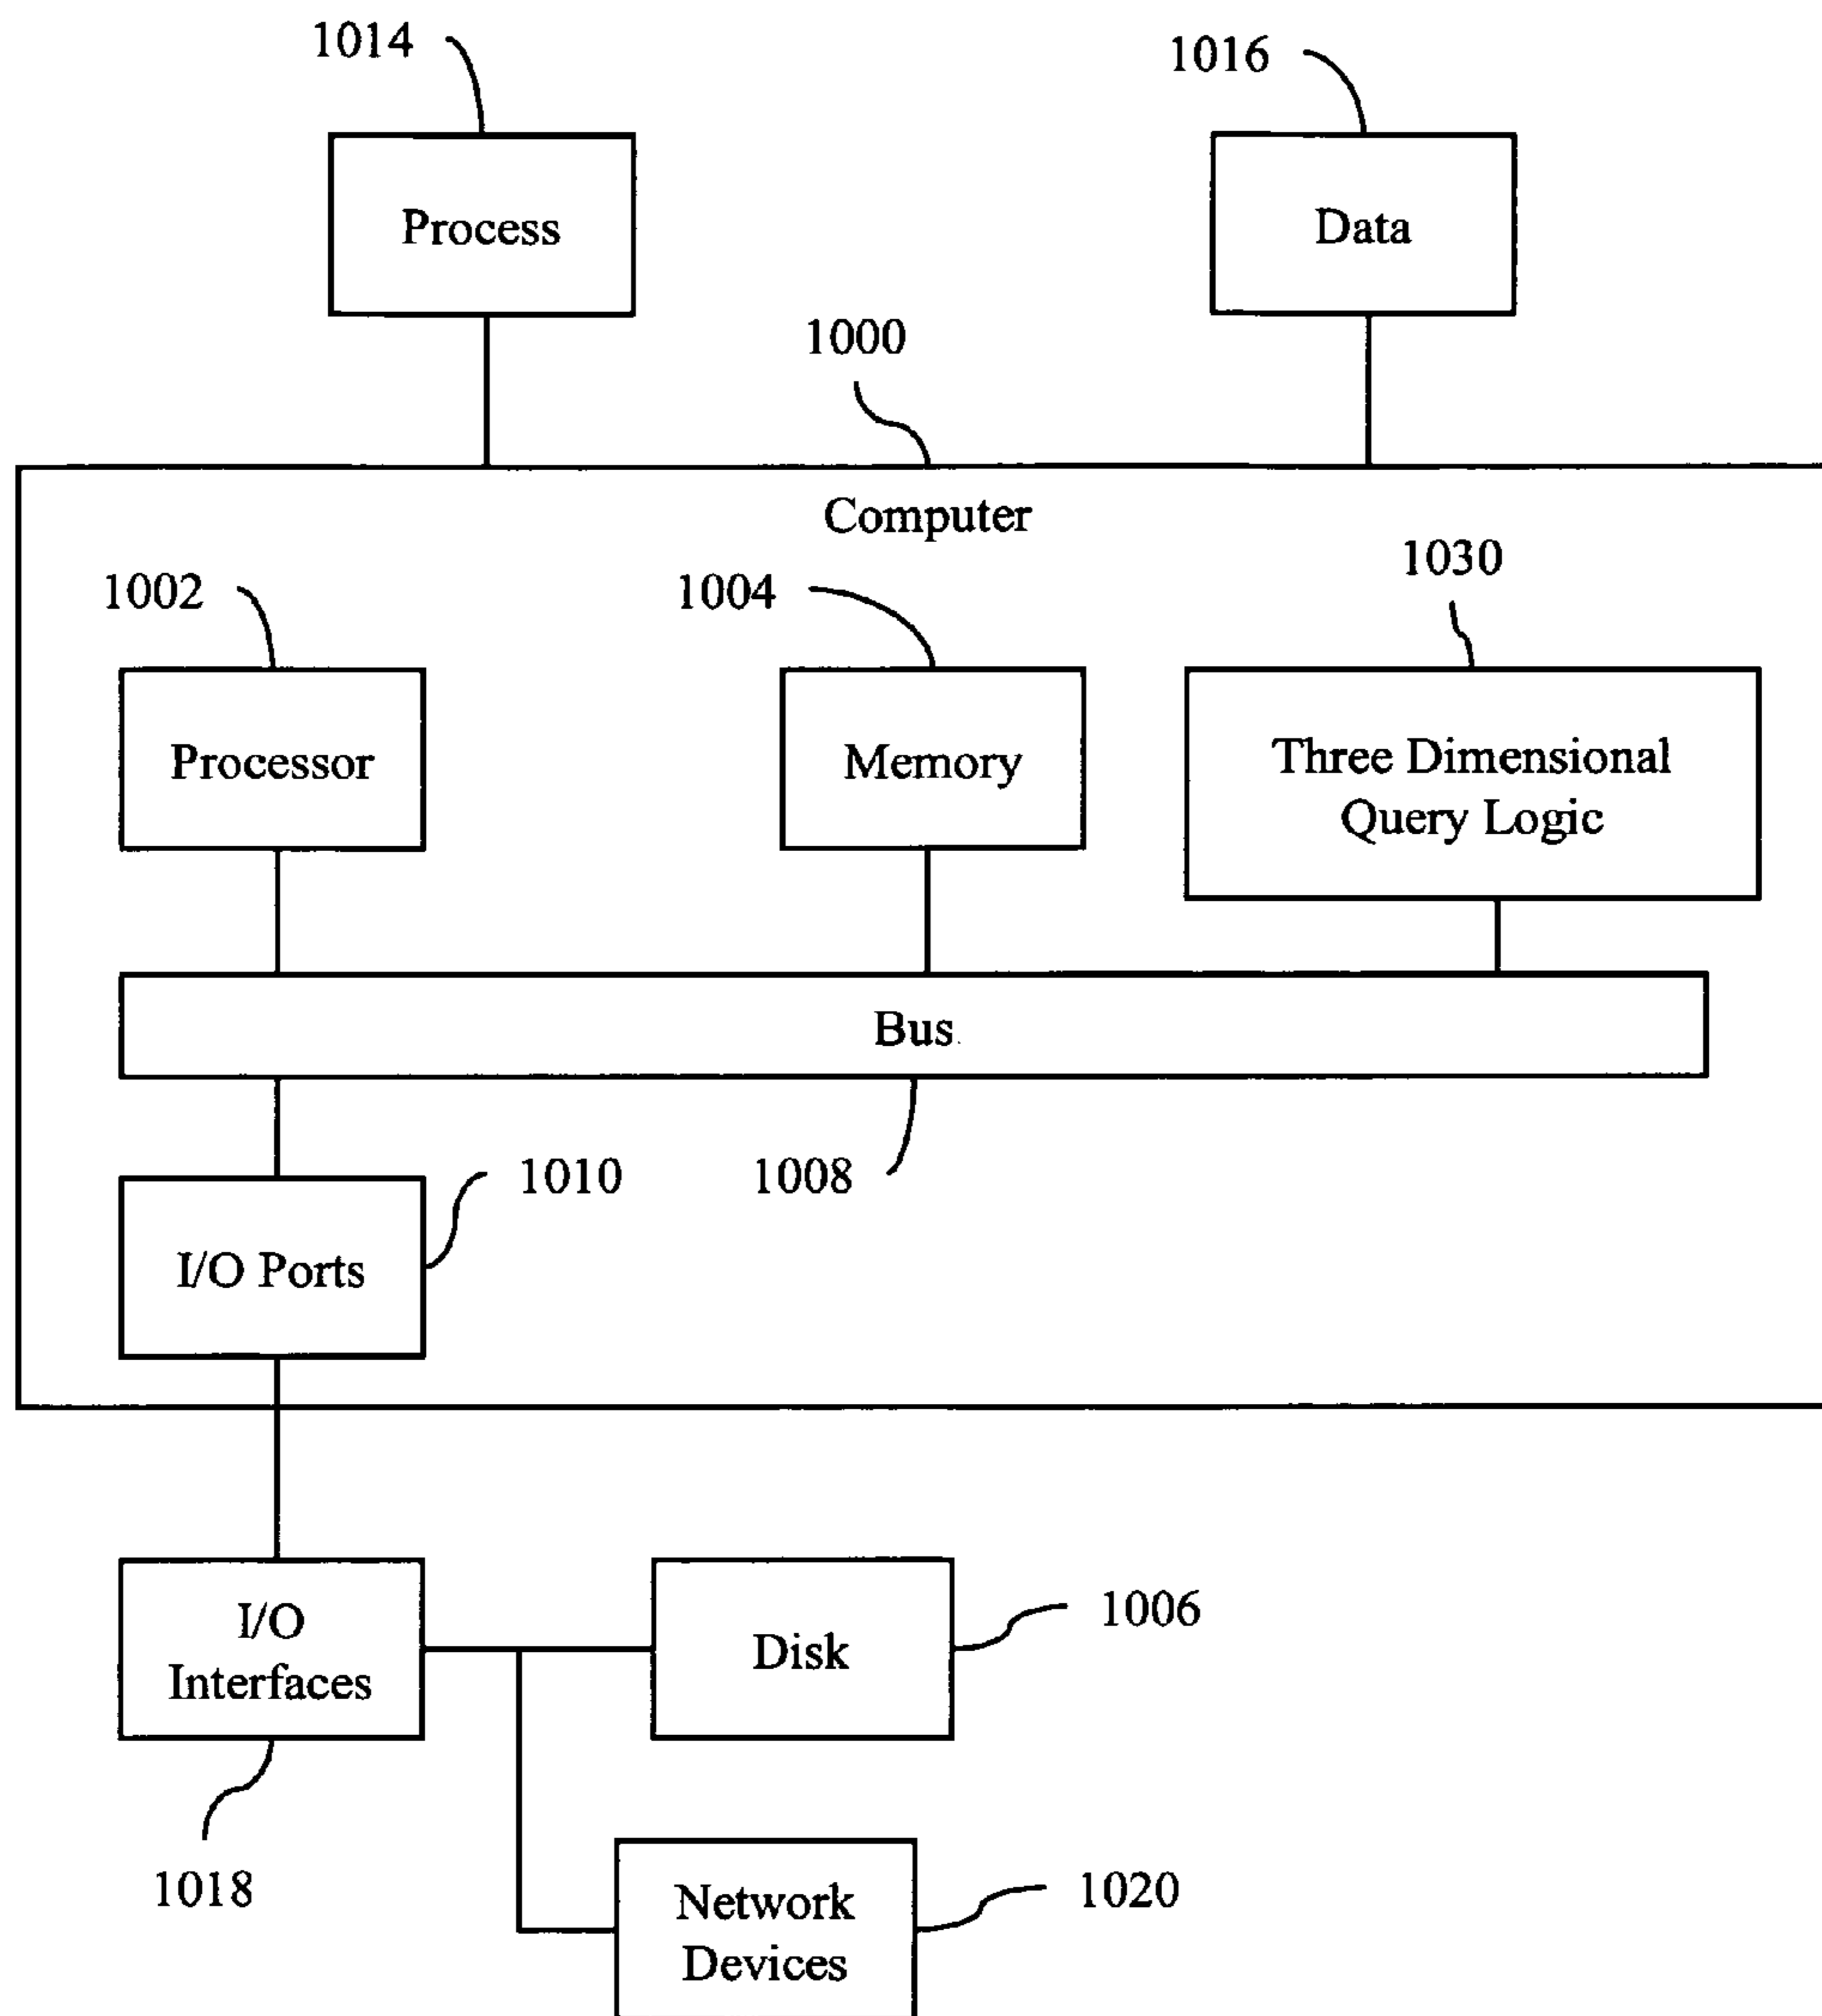 1014
1016
Process
Data
1000
Computer
1002
1004
1030
Processor
Memory
Three Dimensional
Query Logic
Bus
1010
1008
I/O Ports
I/O
Interfaces
Disk
1006
1018
Network
Devices
1020